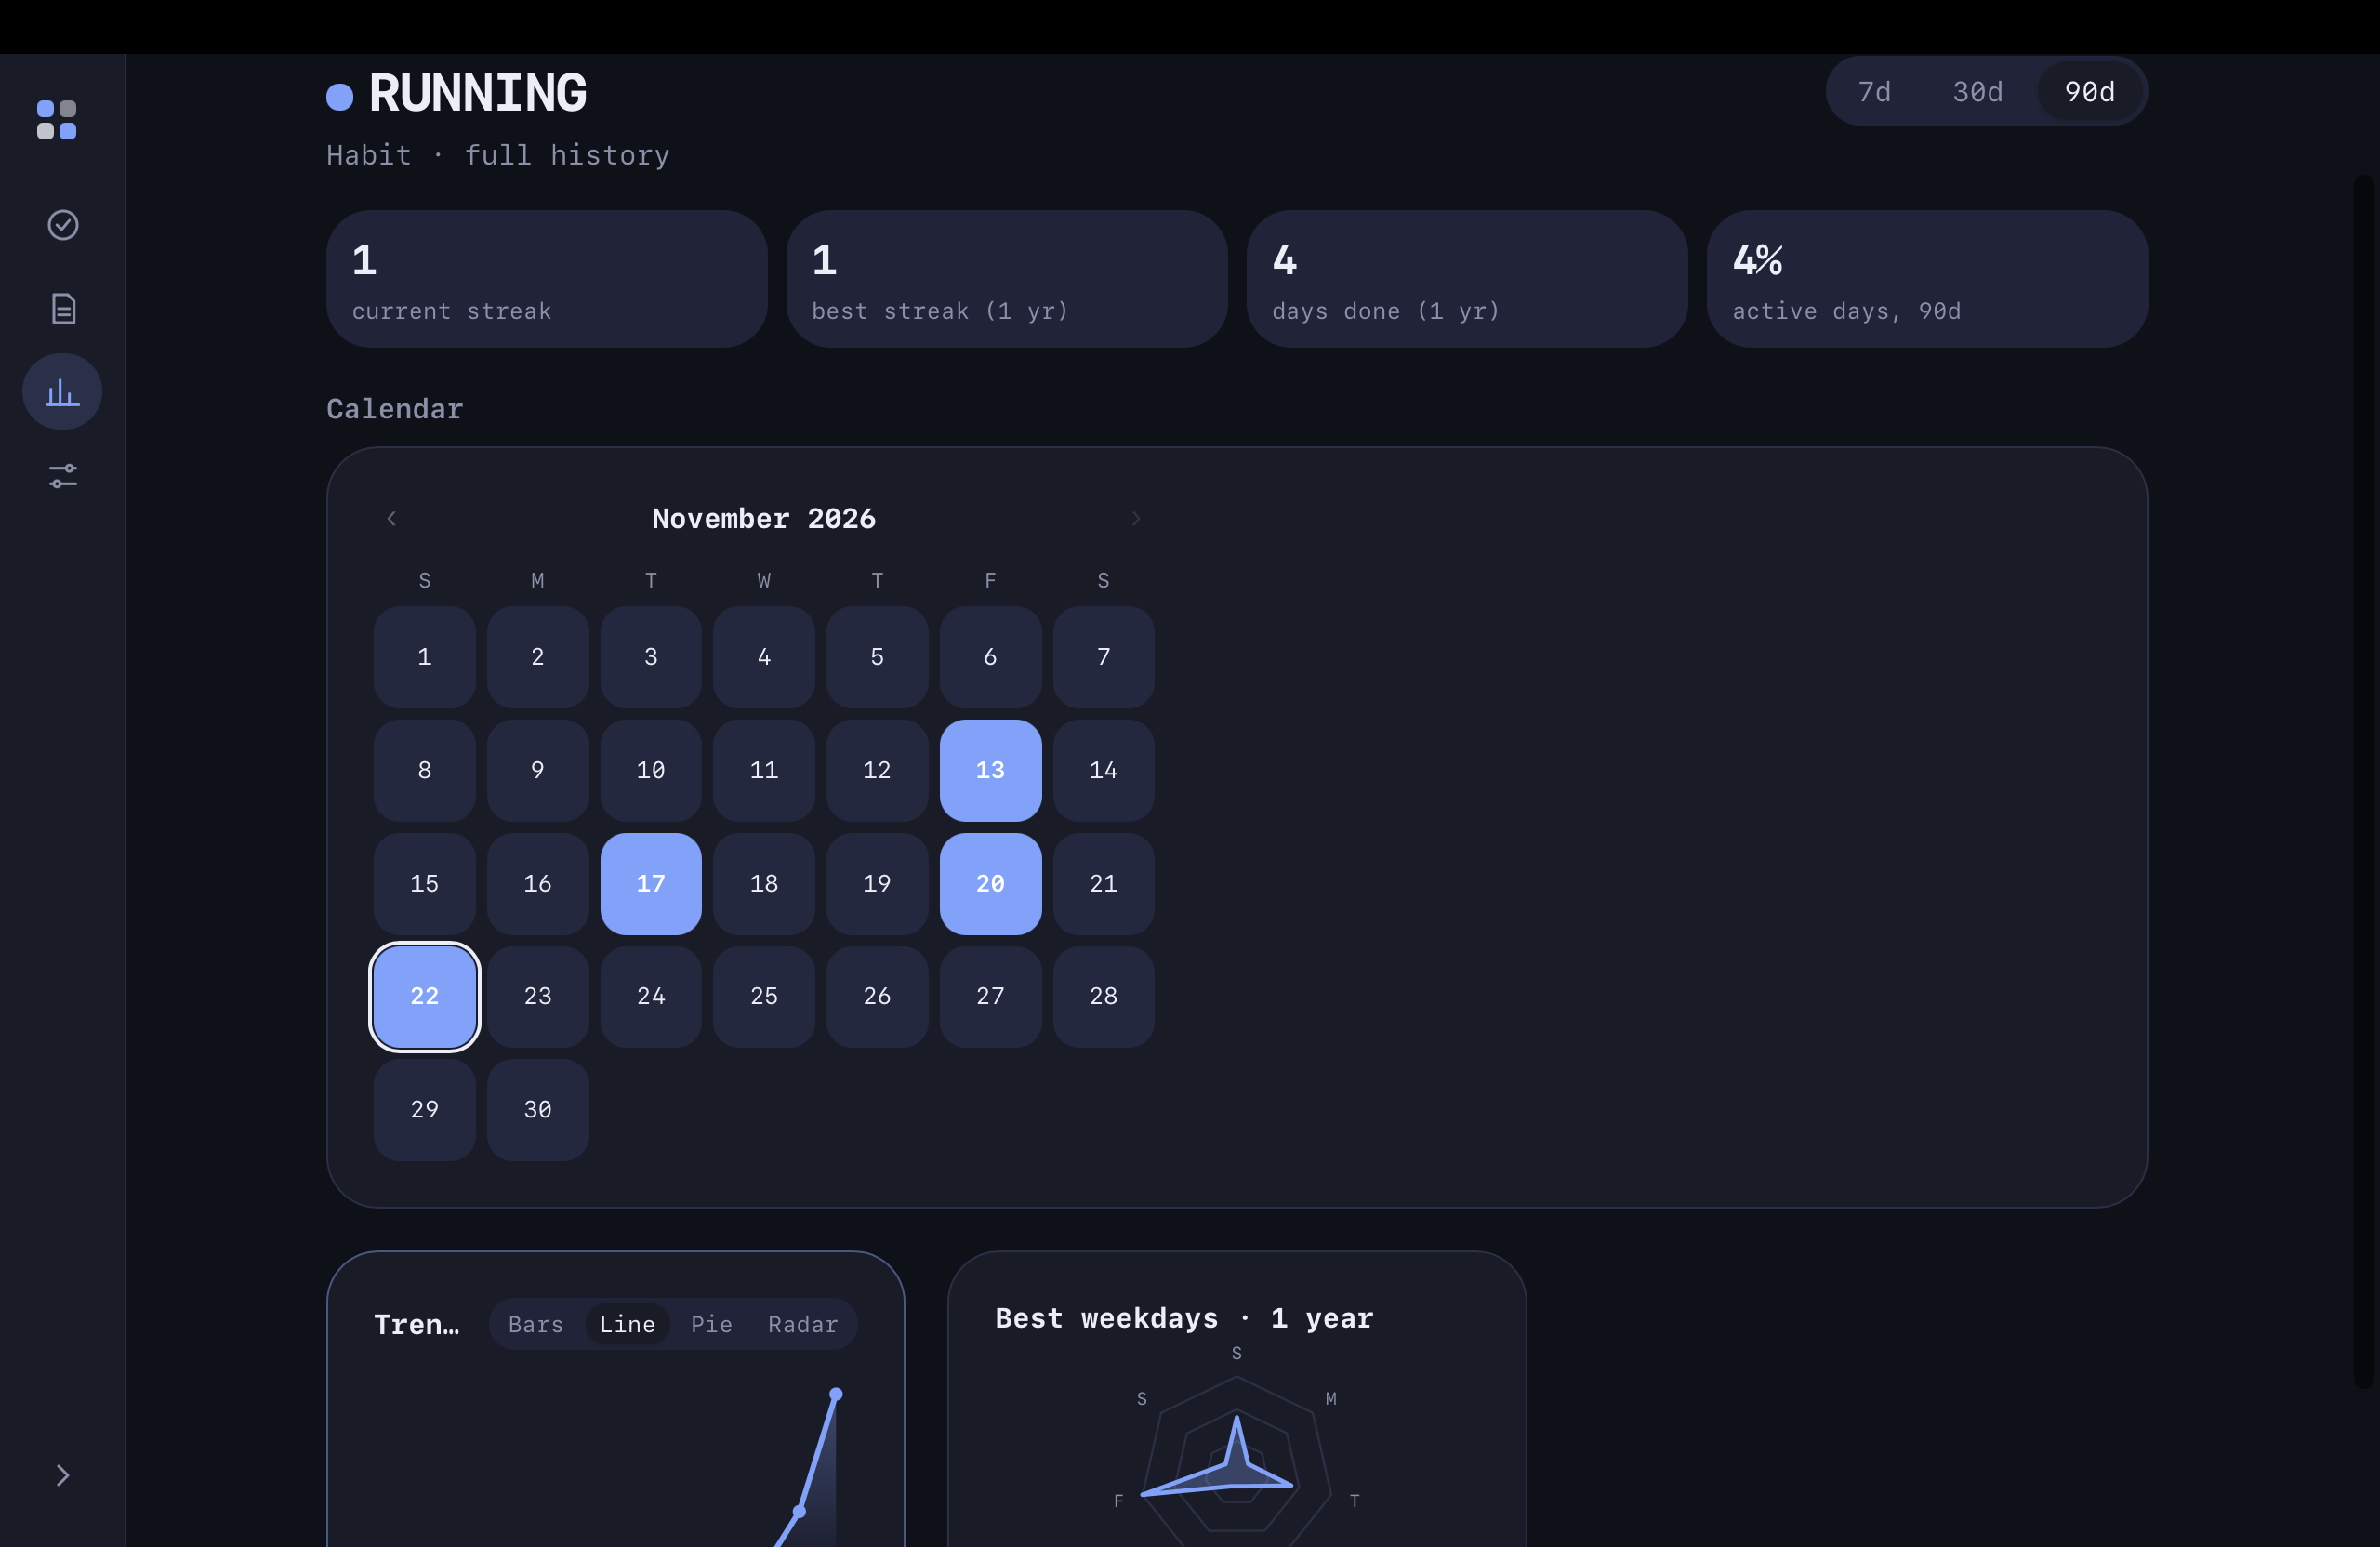 RUNNING
7d 30d 90d
Habit · full history
1
current streak
1
best streak (1 yr)
4
days done (1 yr)
4%
active days, 90d
Calendar
‹ November 2026 ›
S M T W T F S
1 2 3 4 5 6 7
8 9 10 11 12 13 14
15 16 17 18 19 20 21
22 23 24 25 26 27 28
29 30
Tren…
Bars Line Pie Radar
Best weekdays · 1 year
S
S M
F T